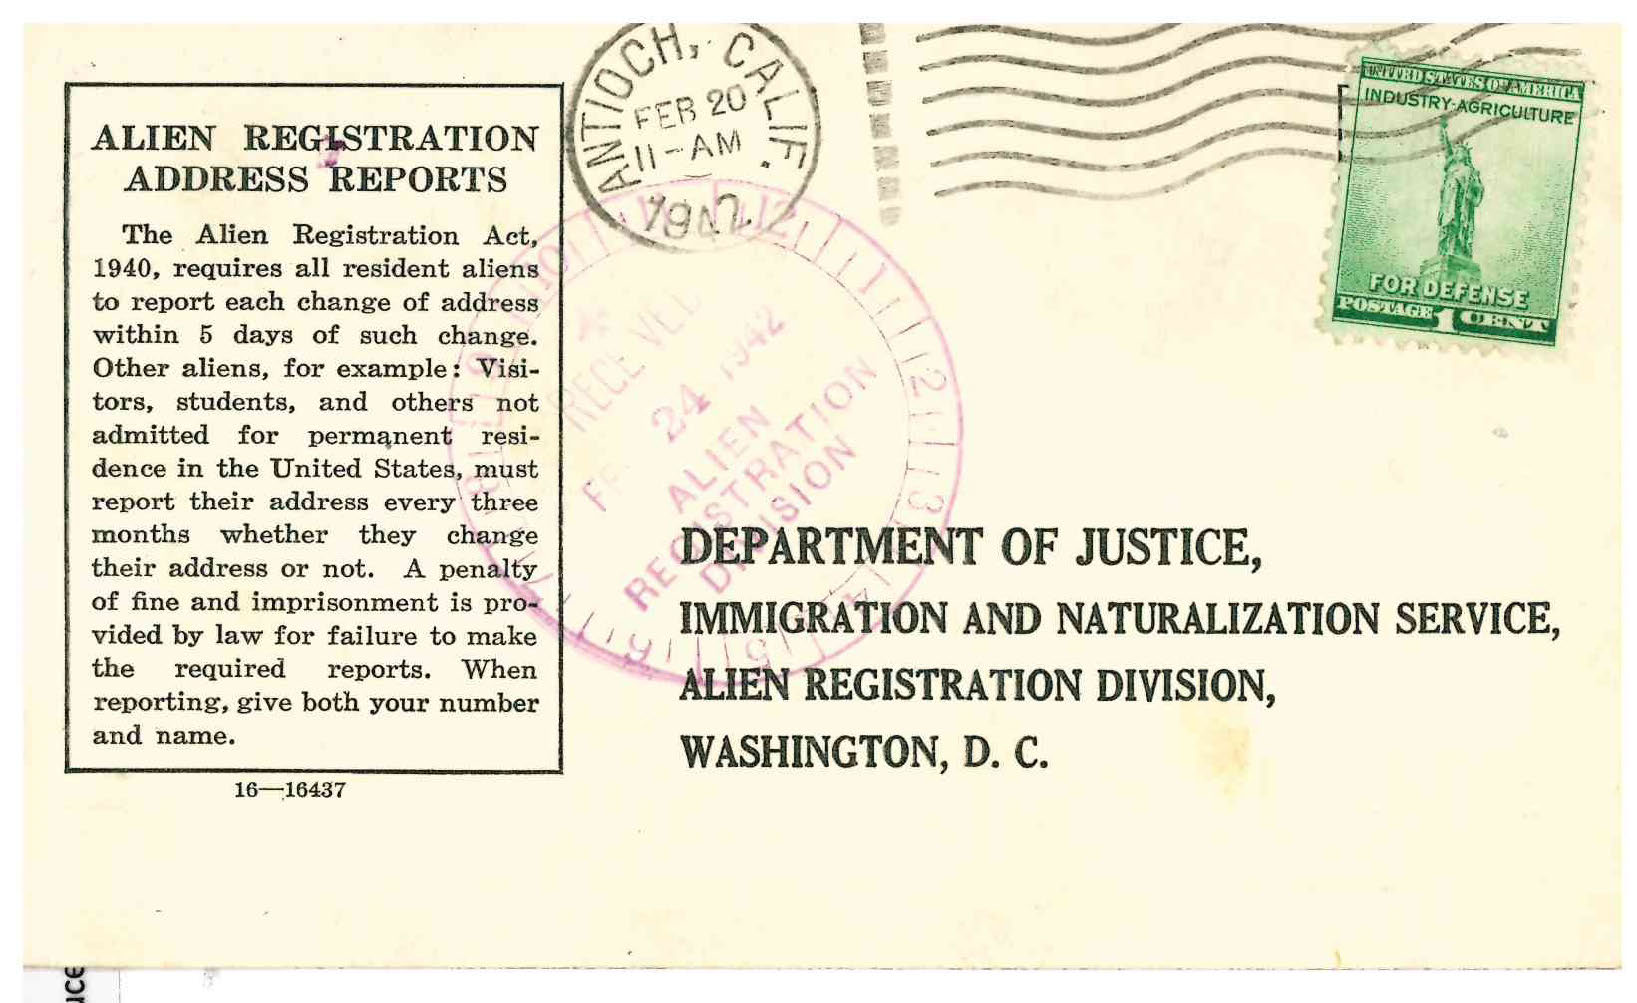 ALIEN REGISTRATION
ADDRESS REPORTS
The Alien Registration Act,
1940, requires all resident aliens
to report each change of address
within 5 days of such change.
Other aliens, for example: Visi-
tors, students, and others not
admitted for permanent resi-
dence in the United States, must
report their address every three
months whether they change
their address or not. A penalty
of fine and imprisonment is pro-
vided by law for failure to make
the required reports. When
reporting, give both your number
and name.
16—16437
ANTIOCH, CALIF.
FEB 20
11-AM
1942
RECEIVED
24 1942
ALIEN
REGISTRATION
DIVISION
UNITED STATES OF AMERICA
INDUSTRY-AGRICULTURE
FOR DEFENSE
POSTAGE 1 CENT
DEPARTMENT OF JUSTICE,
IMMIGRATION AND NATURALIZATION SERVICE,
ALIEN REGISTRATION DIVISION,
WASHINGTON, D. C.